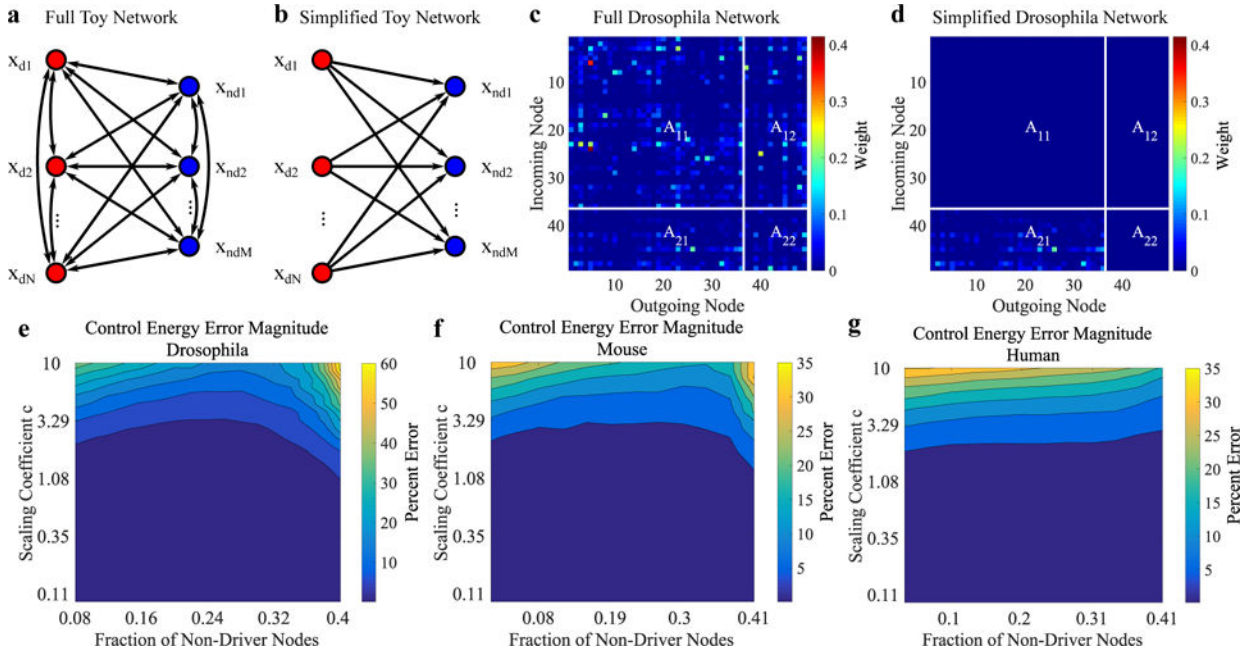 a Full Toy Network
x_d1
x_d2
...
x_dN
x_nd1
x_nd2
...
x_ndM
b Simplified Toy Network
x_d1
x_d2
...
x_dN
x_nd1
x_nd2
...
x_ndM
c Full Drosophila Network
Incoming Node
10
20
30
40
A_11
A_12
A_21
A_22
10 20 30 40
Outgoing Node
0.4
0.3
0.2
0.1
0
Weight
d Simplified Drosophila Network
Incoming Node
10
20
30
40
A_11
A_12
A_21
A_22
10 20 30 40
Outgoing Node
0.4
0.3
0.2
0.1
0
Weight
e Control Energy Error Magnitude
Drosophila
Scaling Coefficient c
10
3.29
1.08
0.35
0.11
0.08 0.16 0.24 0.32 0.4
Fraction of Non-Driver Nodes
60
50
40
30
20
10
Percent Error
f Control Energy Error Magnitude
Mouse
Scaling Coefficient c
10
3.29
1.08
0.35
0.11
0.08 0.19 0.3 0.41
Fraction of Non-Driver Nodes
35
30
25
20
15
10
5
Percent Error
g Control Energy Error Magnitude
Human
Scaling Coefficient c
10
3.29
1.08
0.35
0.11
0.1 0.2 0.31 0.41
Fraction of Non-Driver Nodes
35
30
25
20
15
10
5
Percent Error